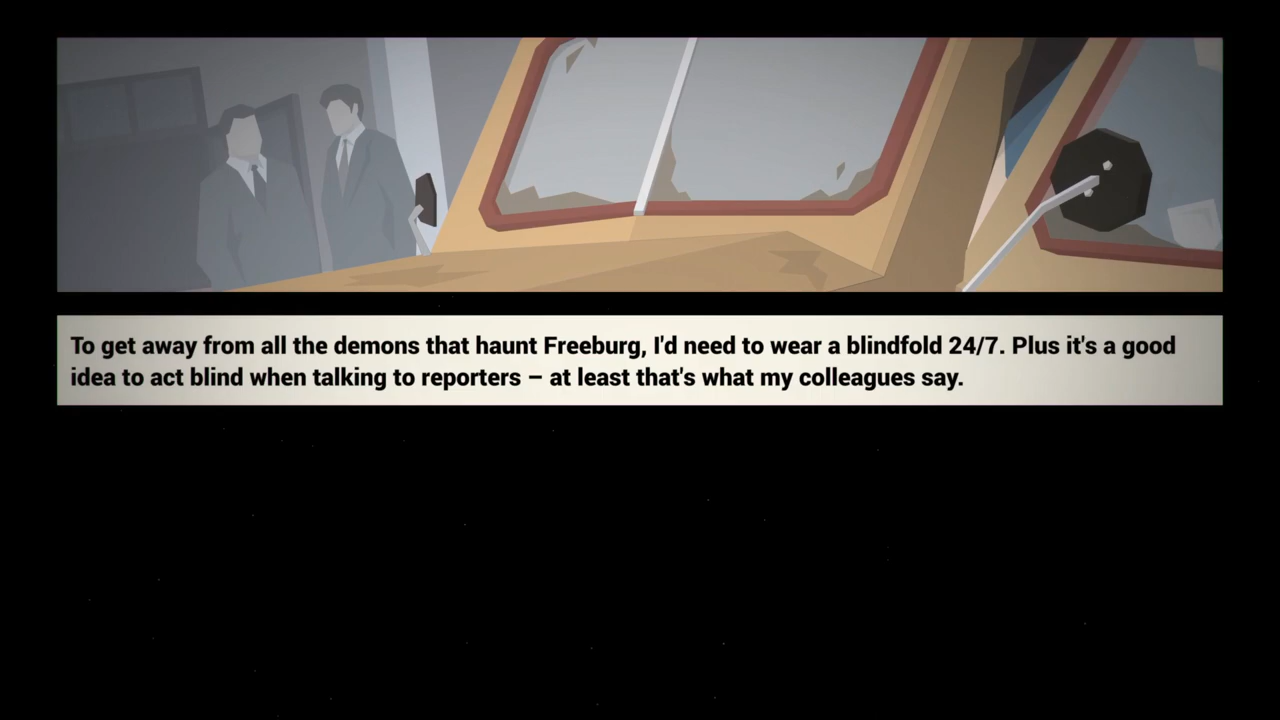 To get away from all the demons that haunt Freeburg, I'd need to wear a blindfold 24/7. Plus it's a good
idea to act blind when talking to reporters – at least that's what my colleagues say.